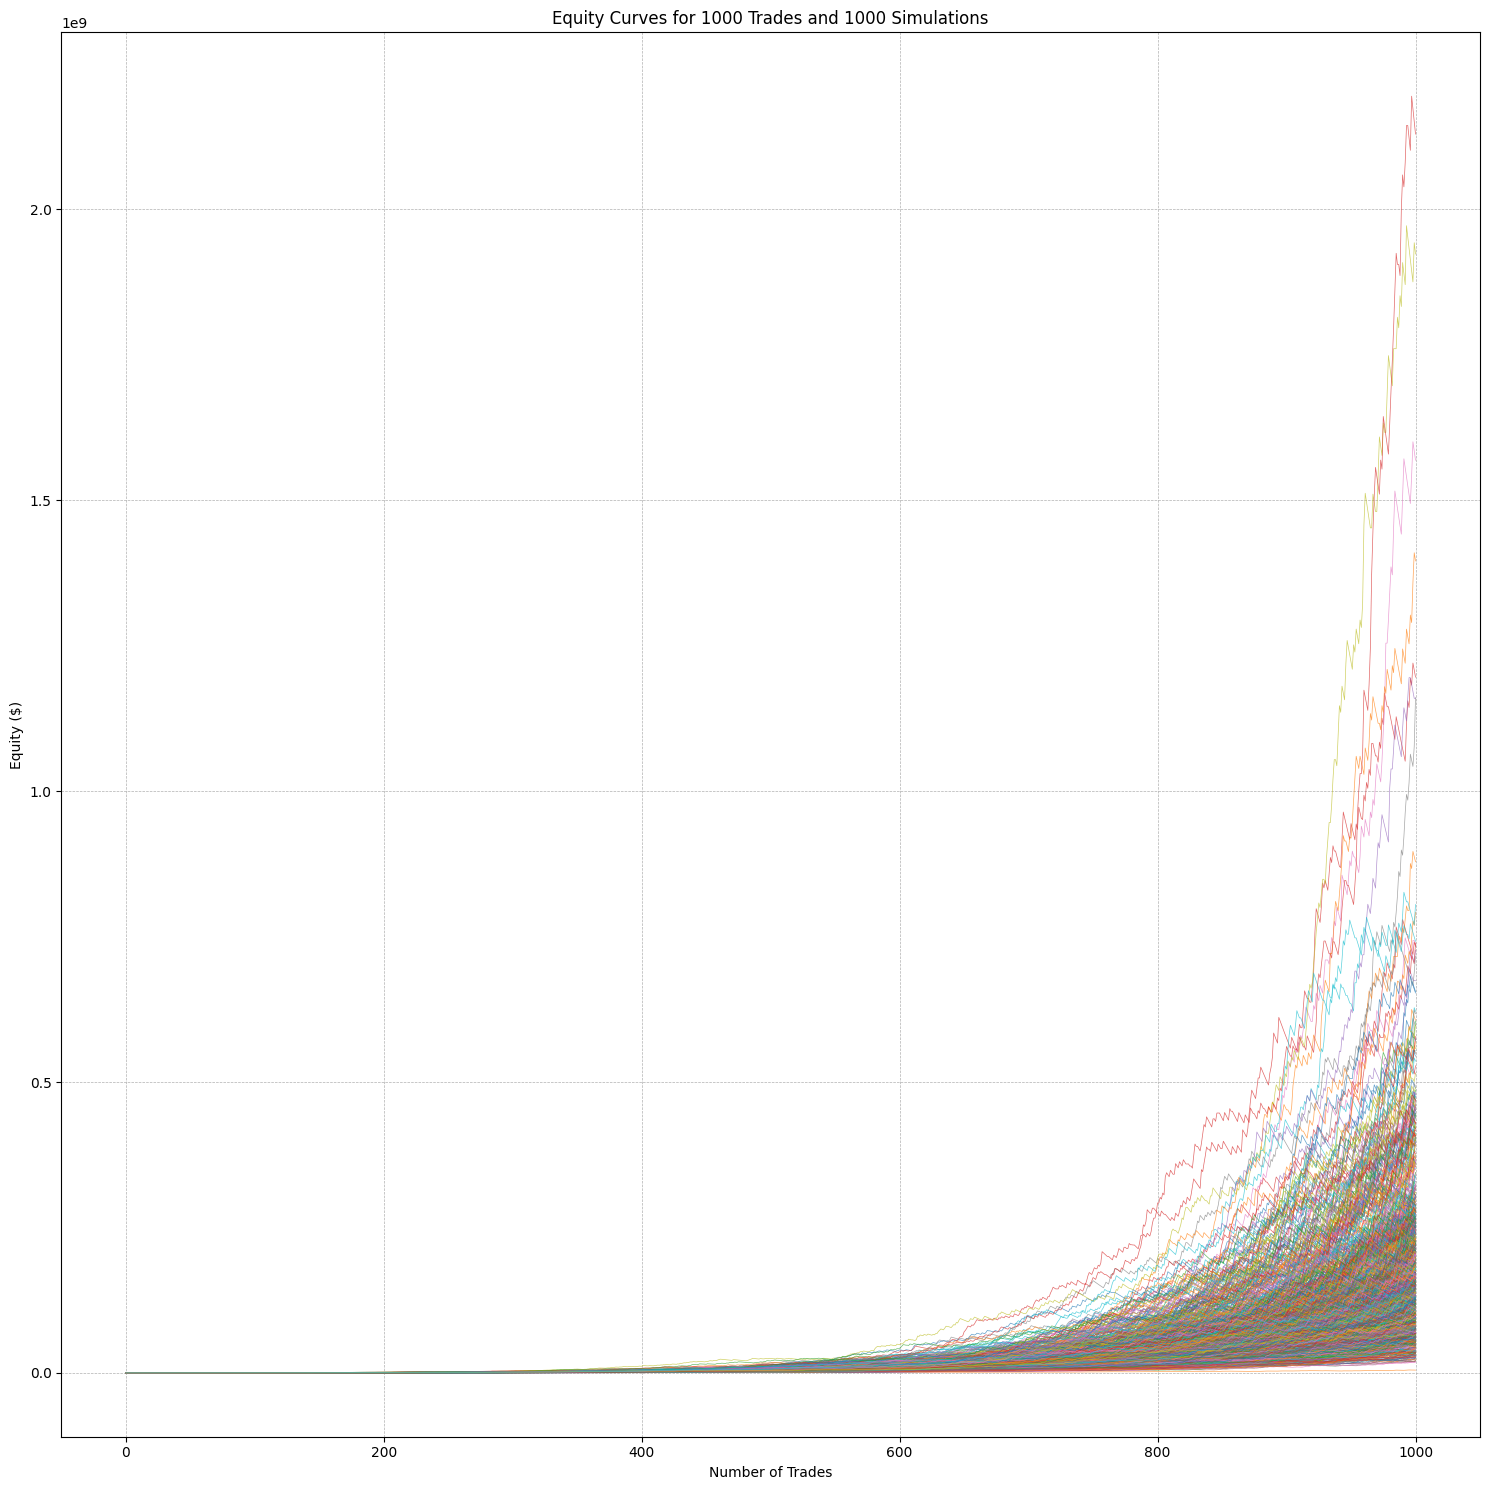 Equity Curves for 1000 Trades and 1000 Simulations
1e9
2.0
1.5
1.0
0.5
0.0
Equity ($)
0 200 400 600 800 1000
Number of Trades